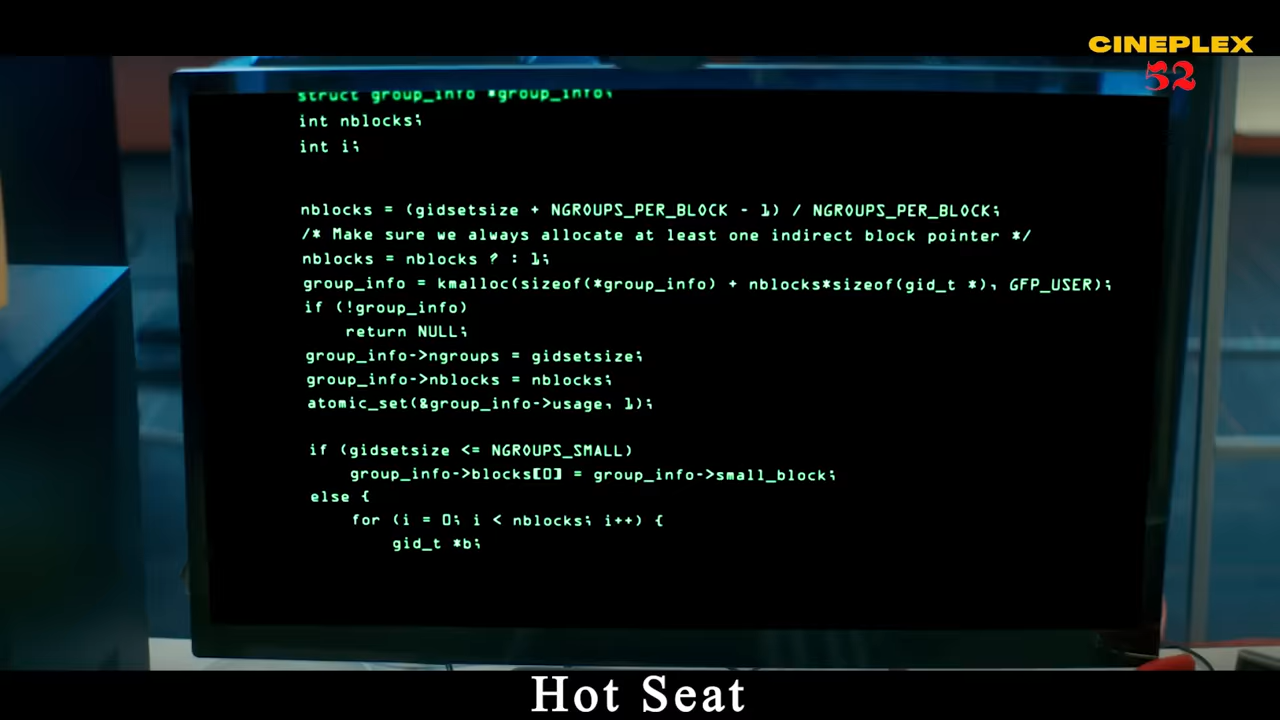 CINEPLEX
52
struct group_info *group_info;
int nblocks;
int i;
nblocks = (gidsetsize + NGROUPS_PER_BLOCK - 1) / NGROUPS_PER_BLOCK;
/* Make sure we always allocate at least one indirect block pointer */
nblocks = nblocks ? : 1;
group_info = kmalloc(sizeof(*group_info) + nblocks*sizeof(gid_t *), GFP_USER);
if (!group_info)
return NULL;
group_info->ngroups = gidsetsize;
group_info->nblocks = nblocks;
atomic_set(&group_info->usage, 1);
if (gidsetsize <= NGROUPS_SMALL)
group_info->blocks[0] = group_info->small_block;
else {
for (i = 0; i < nblocks; i++) {
gid_t *b;
Hot Seat